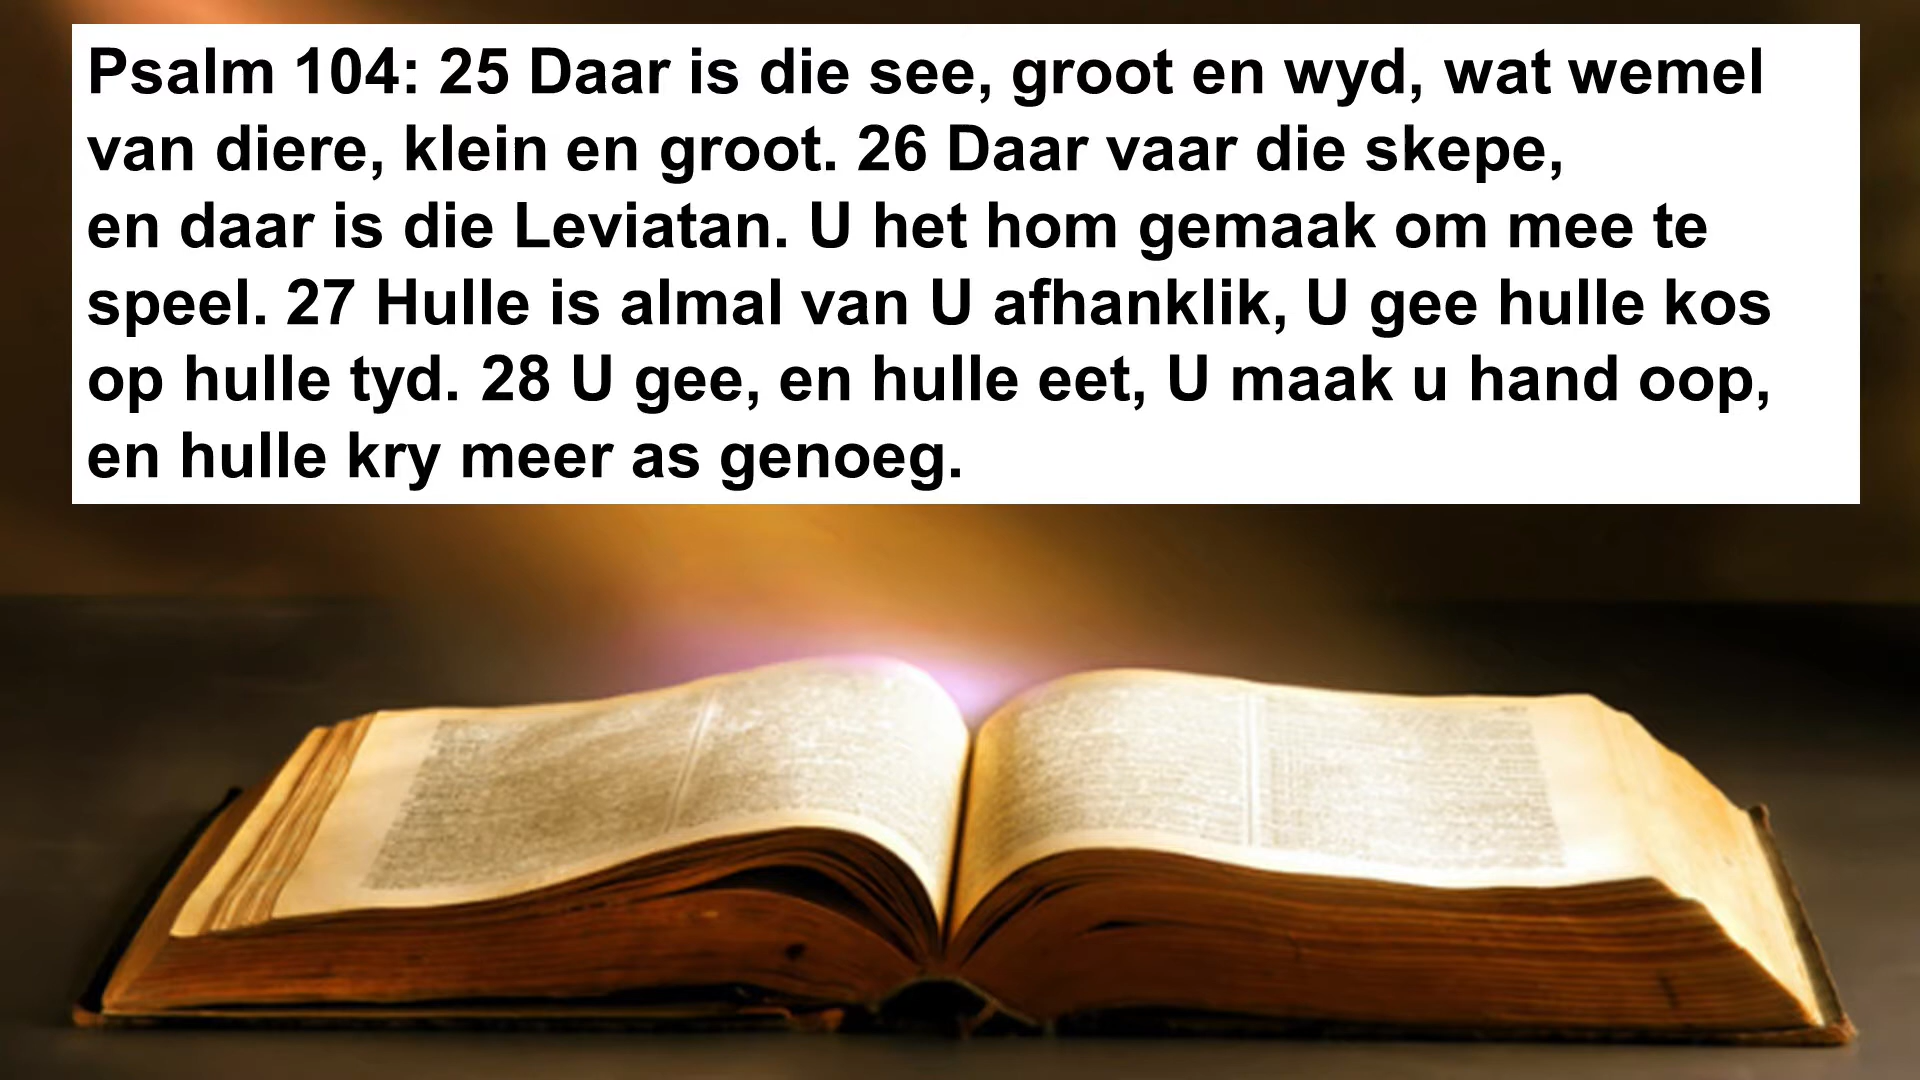 Psalm 104: 25 Daar is die see, groot en wyd, wat wemel
van diere, klein en groot. 26 Daar vaar die skepe,
en daar is die Leviatan. U het hom gemaak om mee te
speel. 27 Hulle is almal van U afhanklik, U gee hulle kos
op hulle tyd. 28 U gee, en hulle eet, U maak u hand oop,
en hulle kry meer as genoeg.